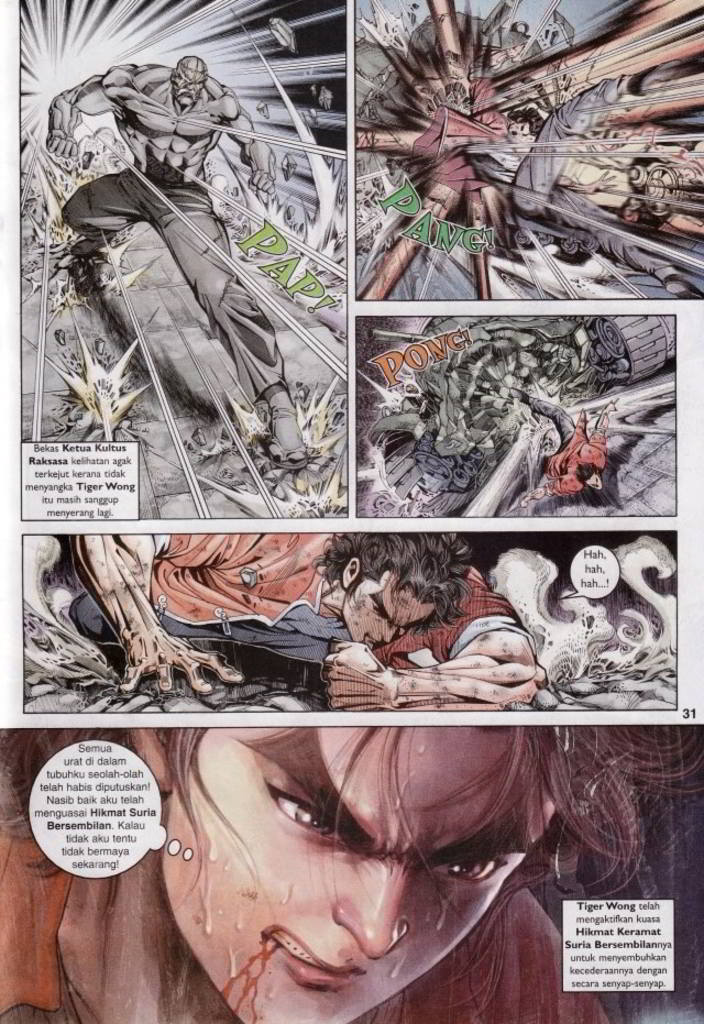 PAP!
PANG!
Bekas Ketua Kultus
Raksasa kelihatan agak
terkejut kerana tidak
menyangka Tiger Wong
itu masih sanggup
menyerang lagi.
PONG!
Hah,
hah,
hah...!
31
Semua
urat di dalam
tubuhku seolah-olah
telah habis diputuskan!
Nasib baik aku telah
menguasai Hikmat Suria
Bersembilan. Kalau
tidak aku tentu
tidak bermaya
sekarang!
Tiger Wong telah
mengaktifkan kuasa
Hikmat Keramat
Suria Bersembilannya
untuk menyembuhkan
kecederaannya dengan
secara senyap-senyap.